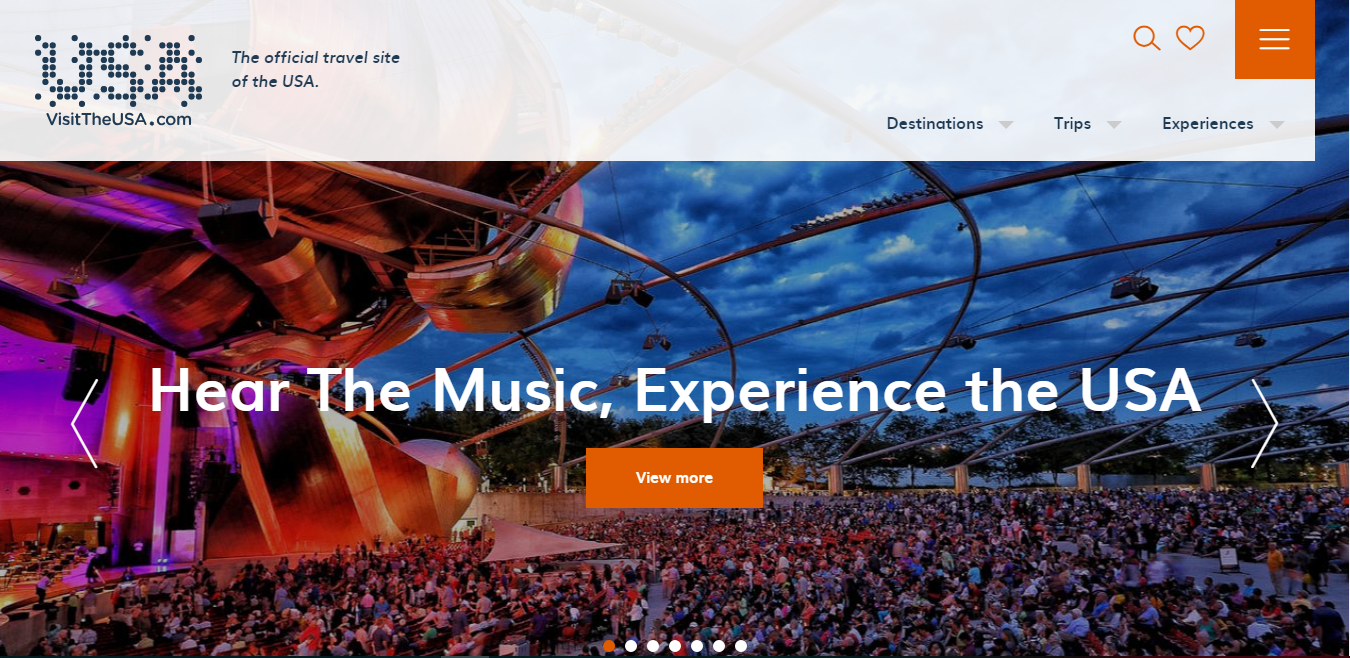 USA
VisitTheUSA.com
The official travel site
of the USA.
Destinations
Trips
Experiences
Hear The Music, Experience the USA
View more